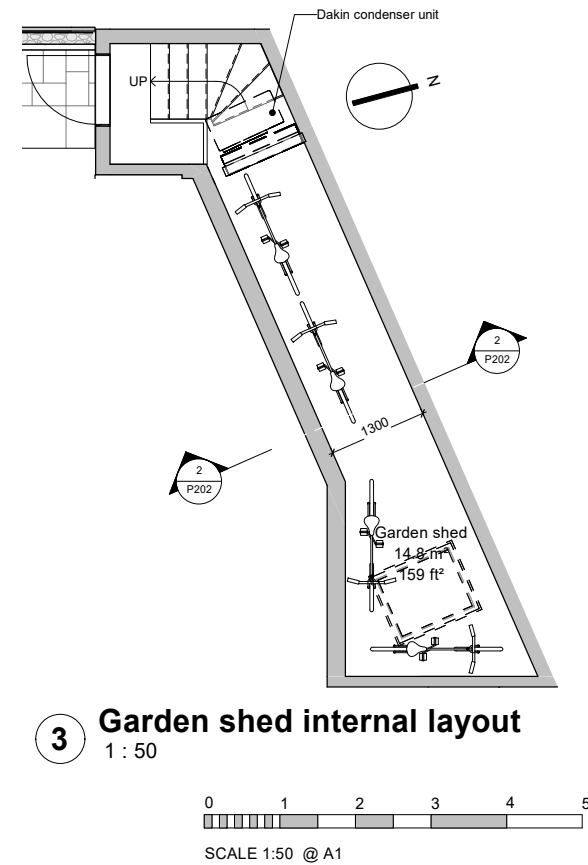 Dakin condenser unit
UP
N
2
P202
1300
2
P202
Garden shed
14.8 m²
159 ft²
3 Garden shed internal layout
1 : 50
0 1 2 3 4 5
SCALE 1:50 @ A1